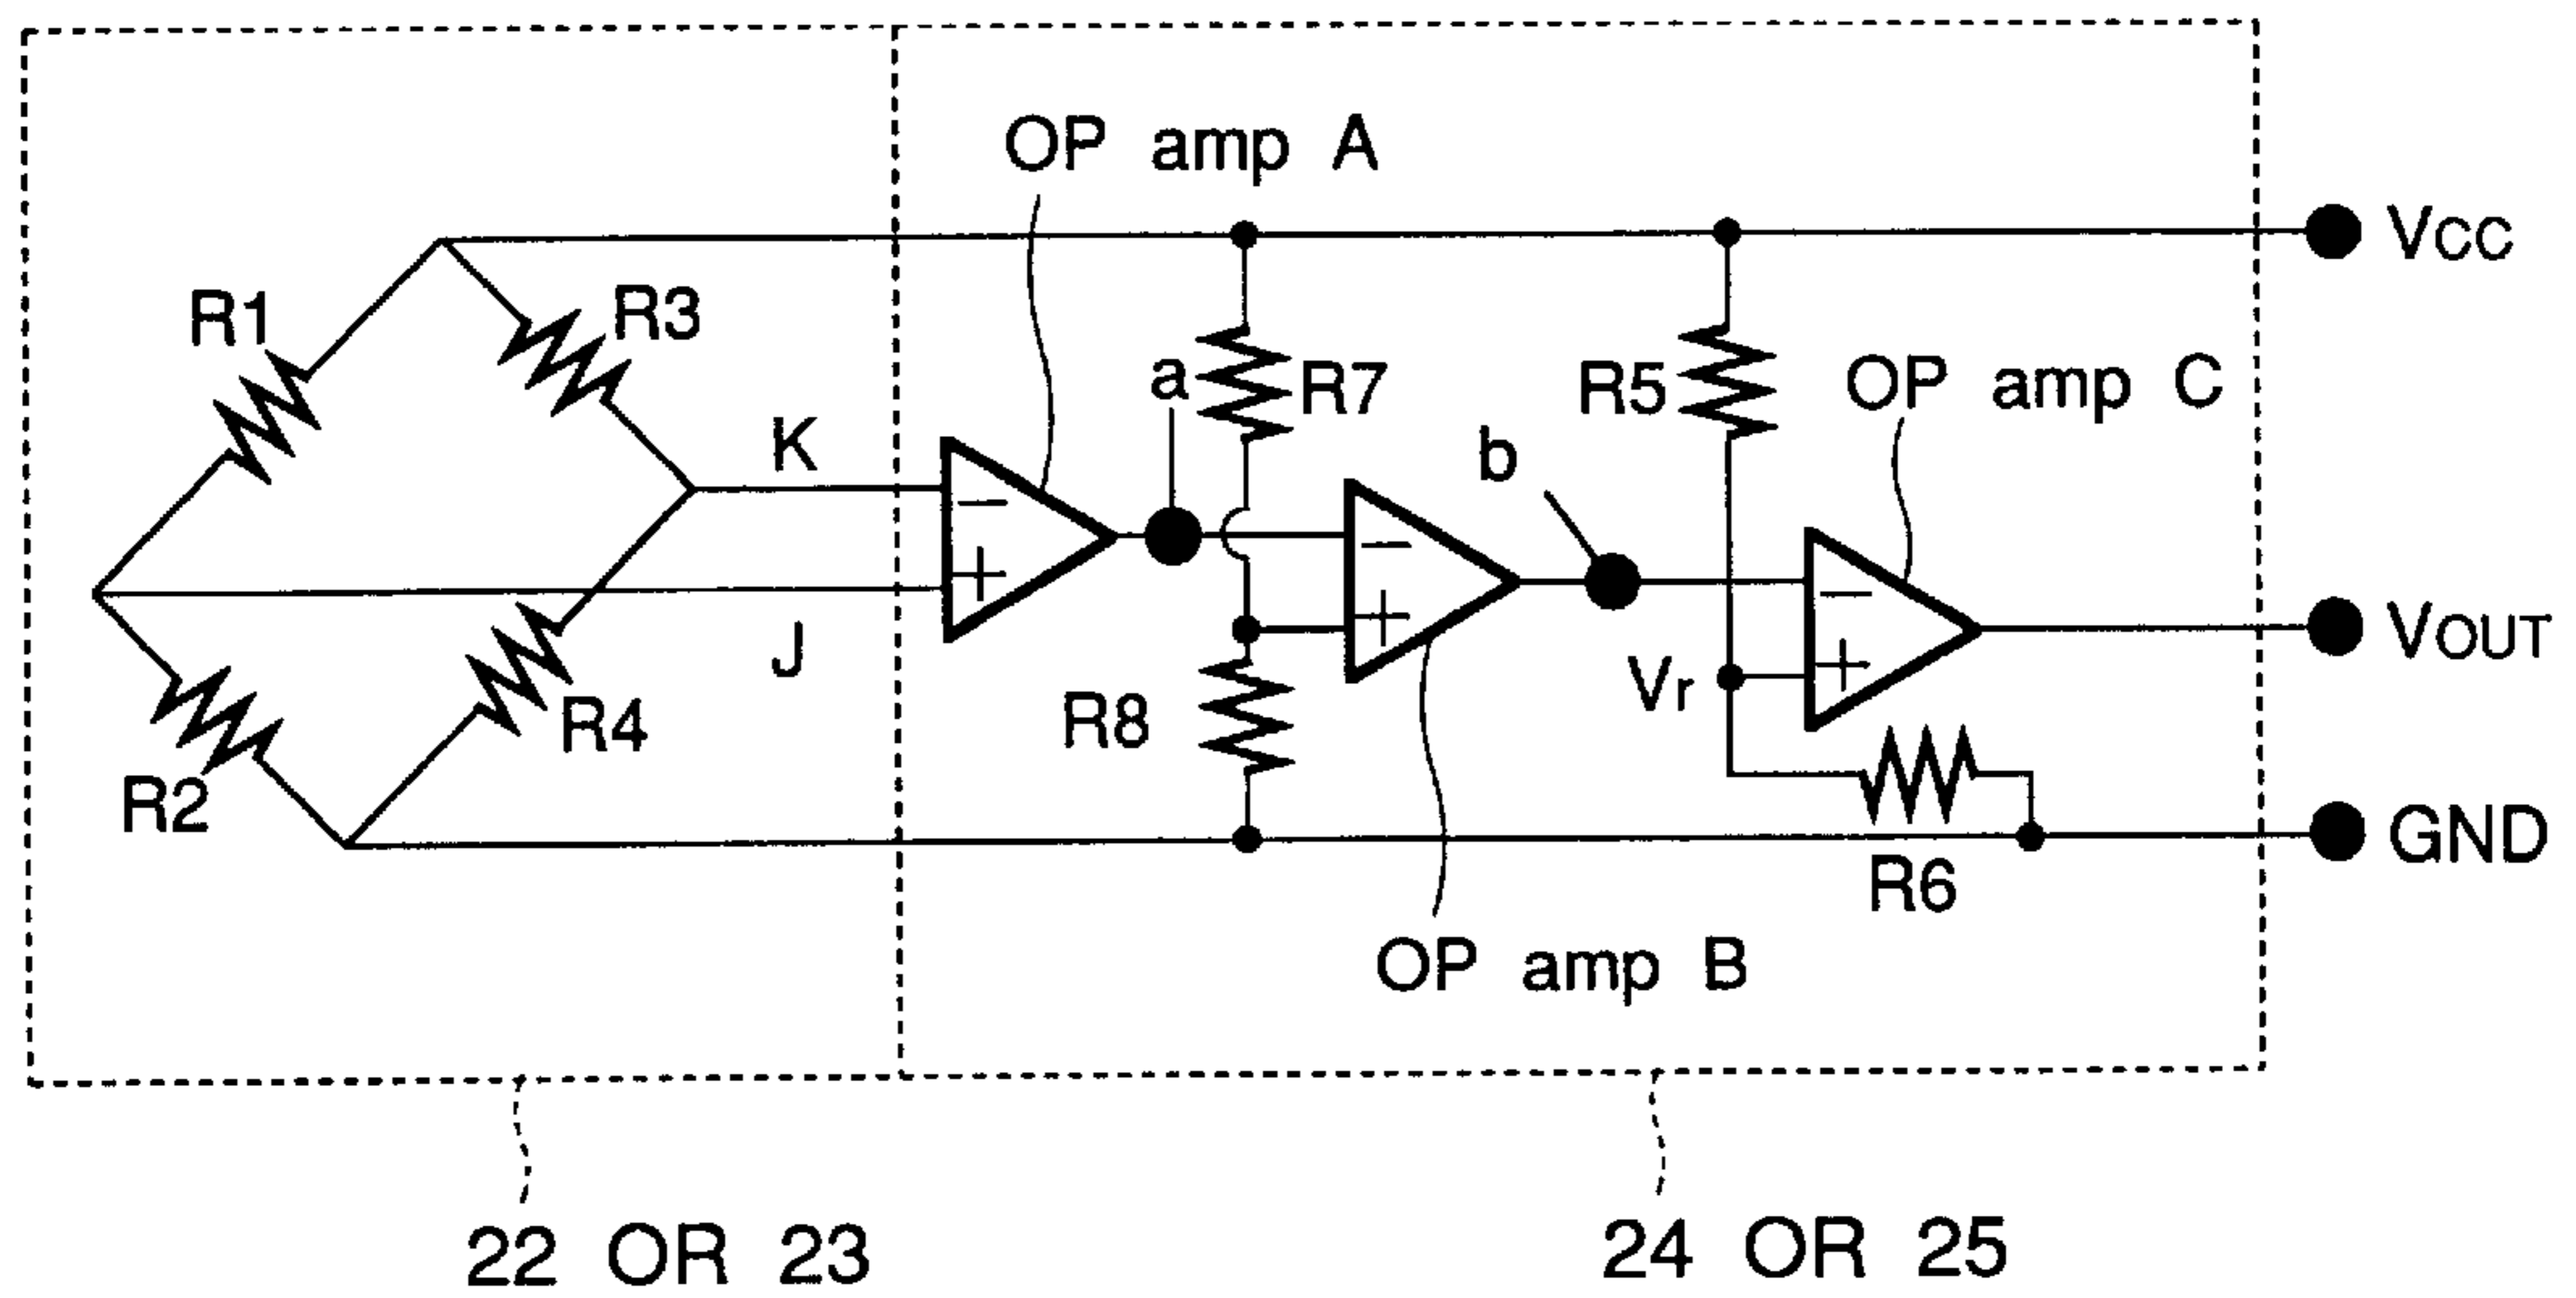 OP amp A
VCC
R1
R3
a
R7
R5
OP amp C
K
b
J
Vr
VOUT
R8
R4
R2
GND
R6
OP amp B
22 OR 23
24 OR 25